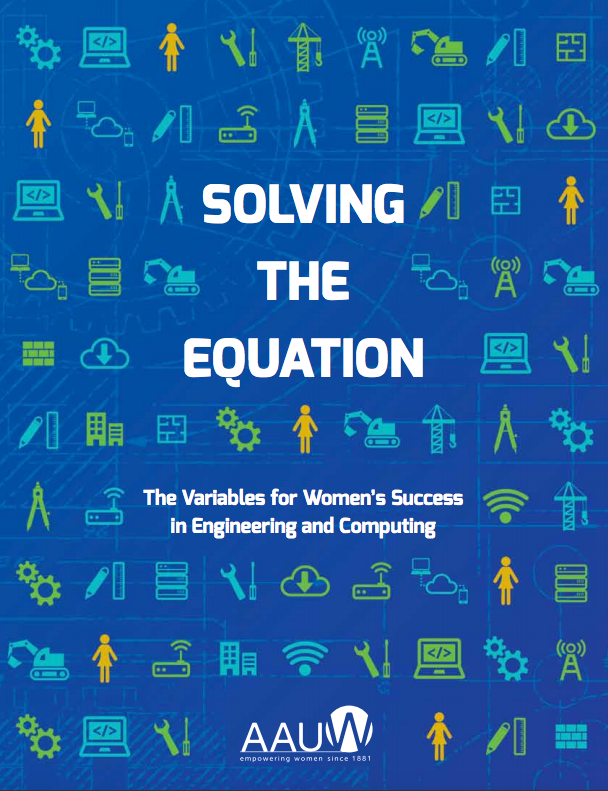 </>
</>
</>
SOLVING
THE
EQUATION
</>
The Variables for Women's Success
in Engineering and Computing
</>
</>
AAUW
empowering women since 1881